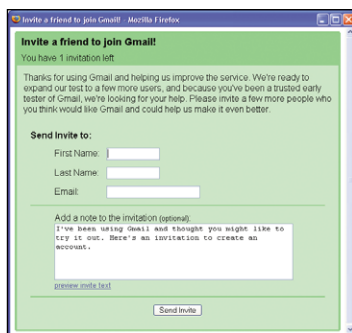 Invite a friend to join Gmail! - Mozilla Firefox
Invite a friend to join Gmail!
You have 1 invitation left
Thanks for using Gmail and helping us improve the service. We're ready to
expand our test to a few more users, and because you've been a trusted early
tester of Gmail, we're looking for your help. Please invite a few more people who
you think would like Gmail and could help us make it even better.
Send Invite to:
First Name:
Last Name:
Email:
Add a note to the invitation (optional):
I've been using Gmail and thought you might like to
try it out. Here's an invitation to create an
account.
preview invite text
Send Invite